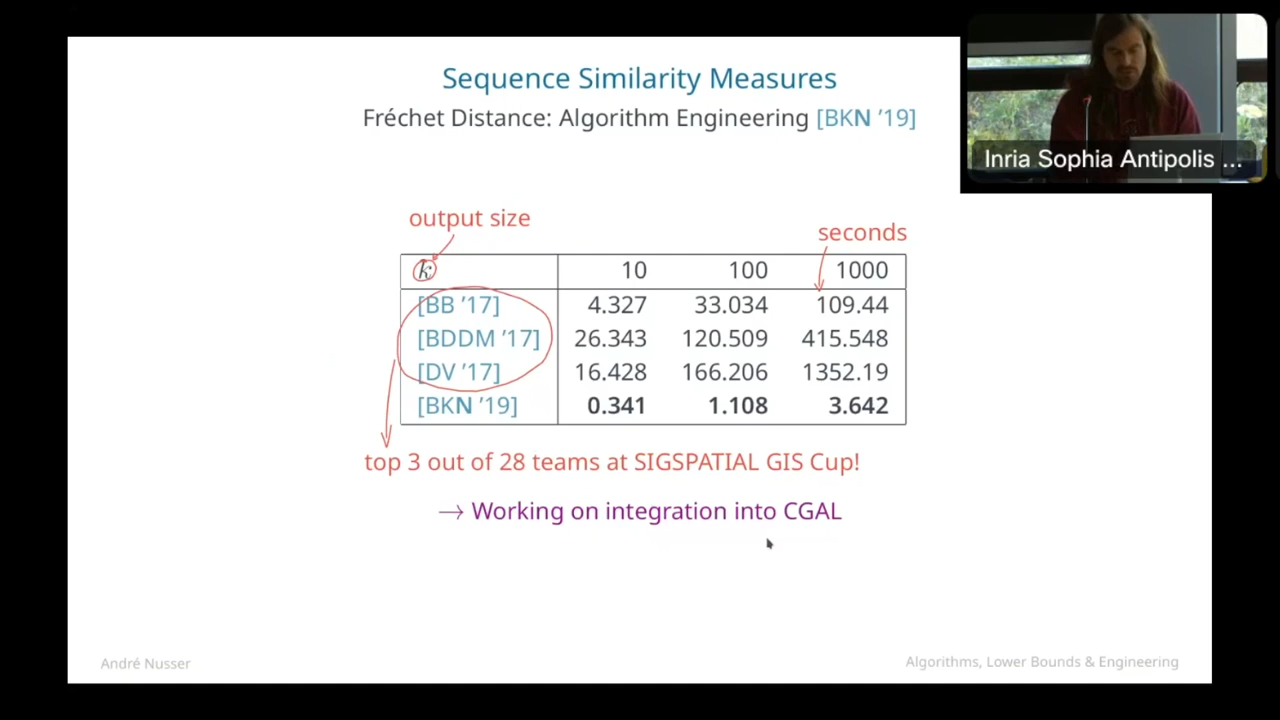 Sequence Similarity Measures
Fréchet Distance: Algorithm Engineering [BKN ’19]
Inria Sophia Antipolis ...
output size
seconds
k 10 100 1000
[BB ’17] 4.327 33.034 109.44
[BDDM ’17] 26.343 120.509 415.548
[DV ’17] 16.428 166.206 1352.19
[BKN ’19] 0.341 1.108 3.642
top 3 out of 28 teams at SIGSPATIAL GIS Cup!
→ Working on integration into CGAL
André Nusser
Algorithms, Lower Bounds & Engineering